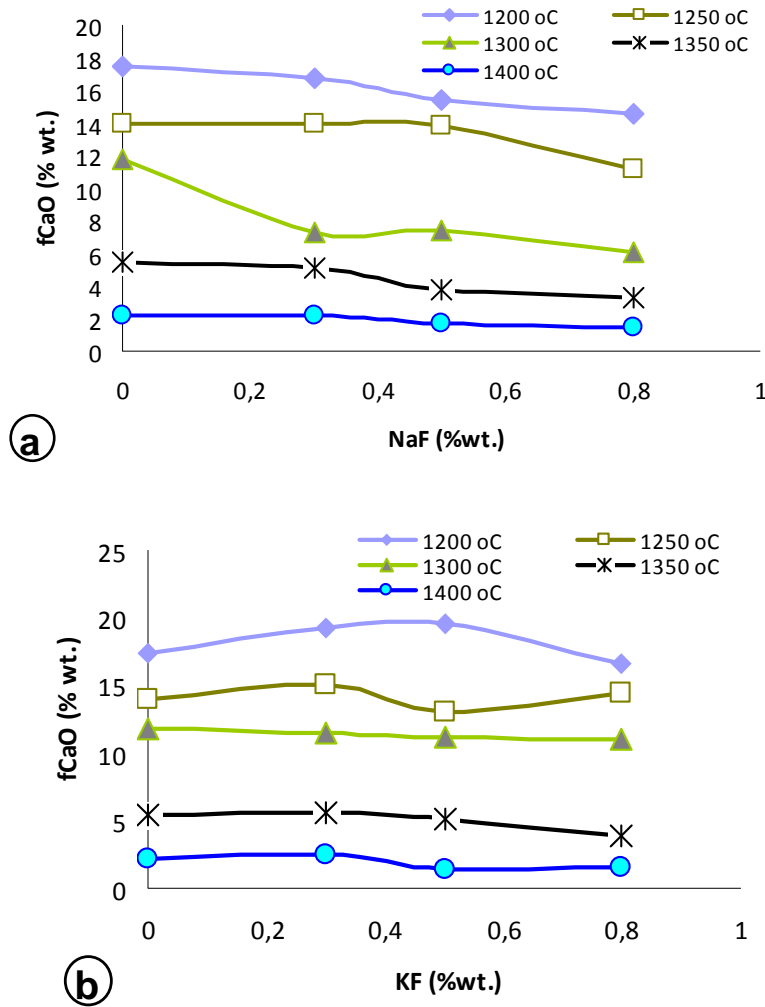 1200 oC 1250 oC
1300 oC 1350 oC
1400 oC
20
18
16
14
12
10
8
6
4
2
0
fCaO (% wt.)
0 0,2 0,4 0,6 0,8 1
NaF (%wt.)
a
1200 oC 1250 oC
1300 oC 1350 oC
1400 oC
25
20
15
10
5
0
fCaO (% wt.)
0 0,2 0,4 0,6 0,8 1
KF (%wt.)
b